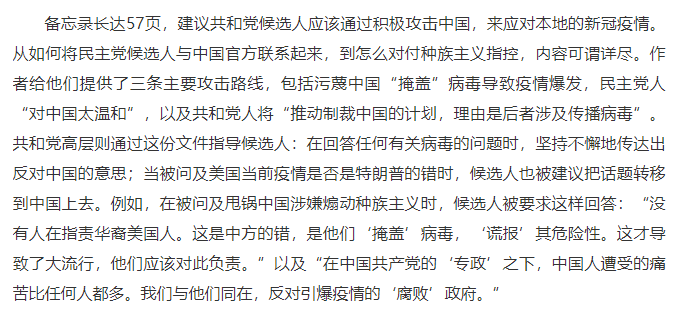 备忘录长达57页，建议共和党候选人应该通过积极攻击中国，来应对本地的新冠疫情。
从如何将民主党候选人与中国官方联系起来，到怎么对付种族主义指控，内容可谓详尽。作
者给他们提供了三条主要攻击路线，包括污蔑中国“掩盖”病毒导致疫情爆发，民主党人
“对中国太温和”，以及共和党人将“推动制裁中国的计划，理由是后者涉及传播病毒”。
共和党高层则通过这份文件指导候选人：在回答任何有关病毒的问题时，坚持不懈地传达出
反对中国的意思；当被问及美国当前疫情是否是特朗普的错时，候选人也被建议把话题转移
到中国上去。例如，在被问及甩锅中国涉嫌煽动种族主义时，候选人被要求这样回答：“没
有人在指责华裔美国人。这是中方的错，是他们‘掩盖’病毒，‘谎报’其危险性。这才导
致了大流行，他们应该对此负责。”以及“在中国共产党的‘专政’之下，中国人遭受的痛
苦比任何人都多。我们与他们同在，反对引爆疫情的‘腐败’政府。“